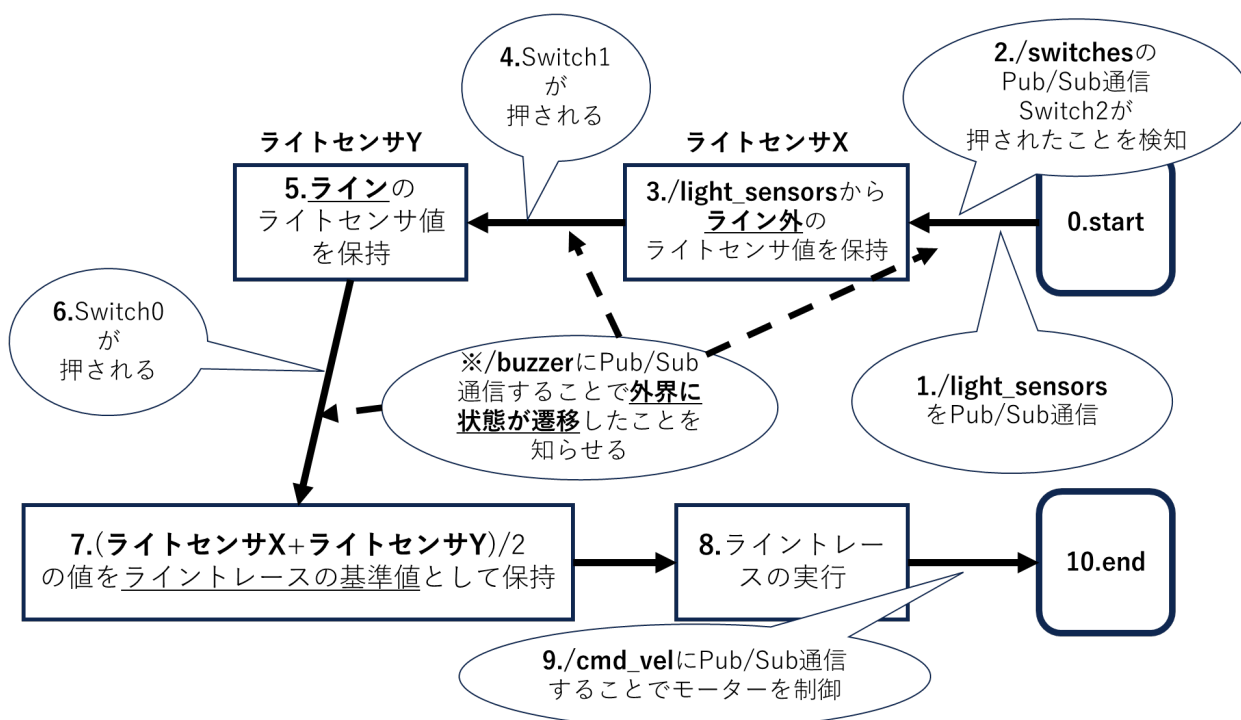 0.start
1./light_sensors
をPub/Sub通信
2./switchesの
Pub/Sub通信
Switch2が
押されたことを検知
ライトセンサX
3./light_sensorsから
ライン外の
ライトセンサ値を保持
4.Switch1
が
押される
ライトセンサY
5.ラインの
ライトセンサ値
を保持
6.Switch0
が
押される
※/buzzerにPub/Sub
通信することで外界に
状態が遷移したことを
知らせる
7.(ライトセンサX+ライトセンサY)/2
の値をライントレースの基準値として保持
8.ライントレー
スの実行
9./cmd_velにPub/Sub通信
することでモーターを制御
10.end